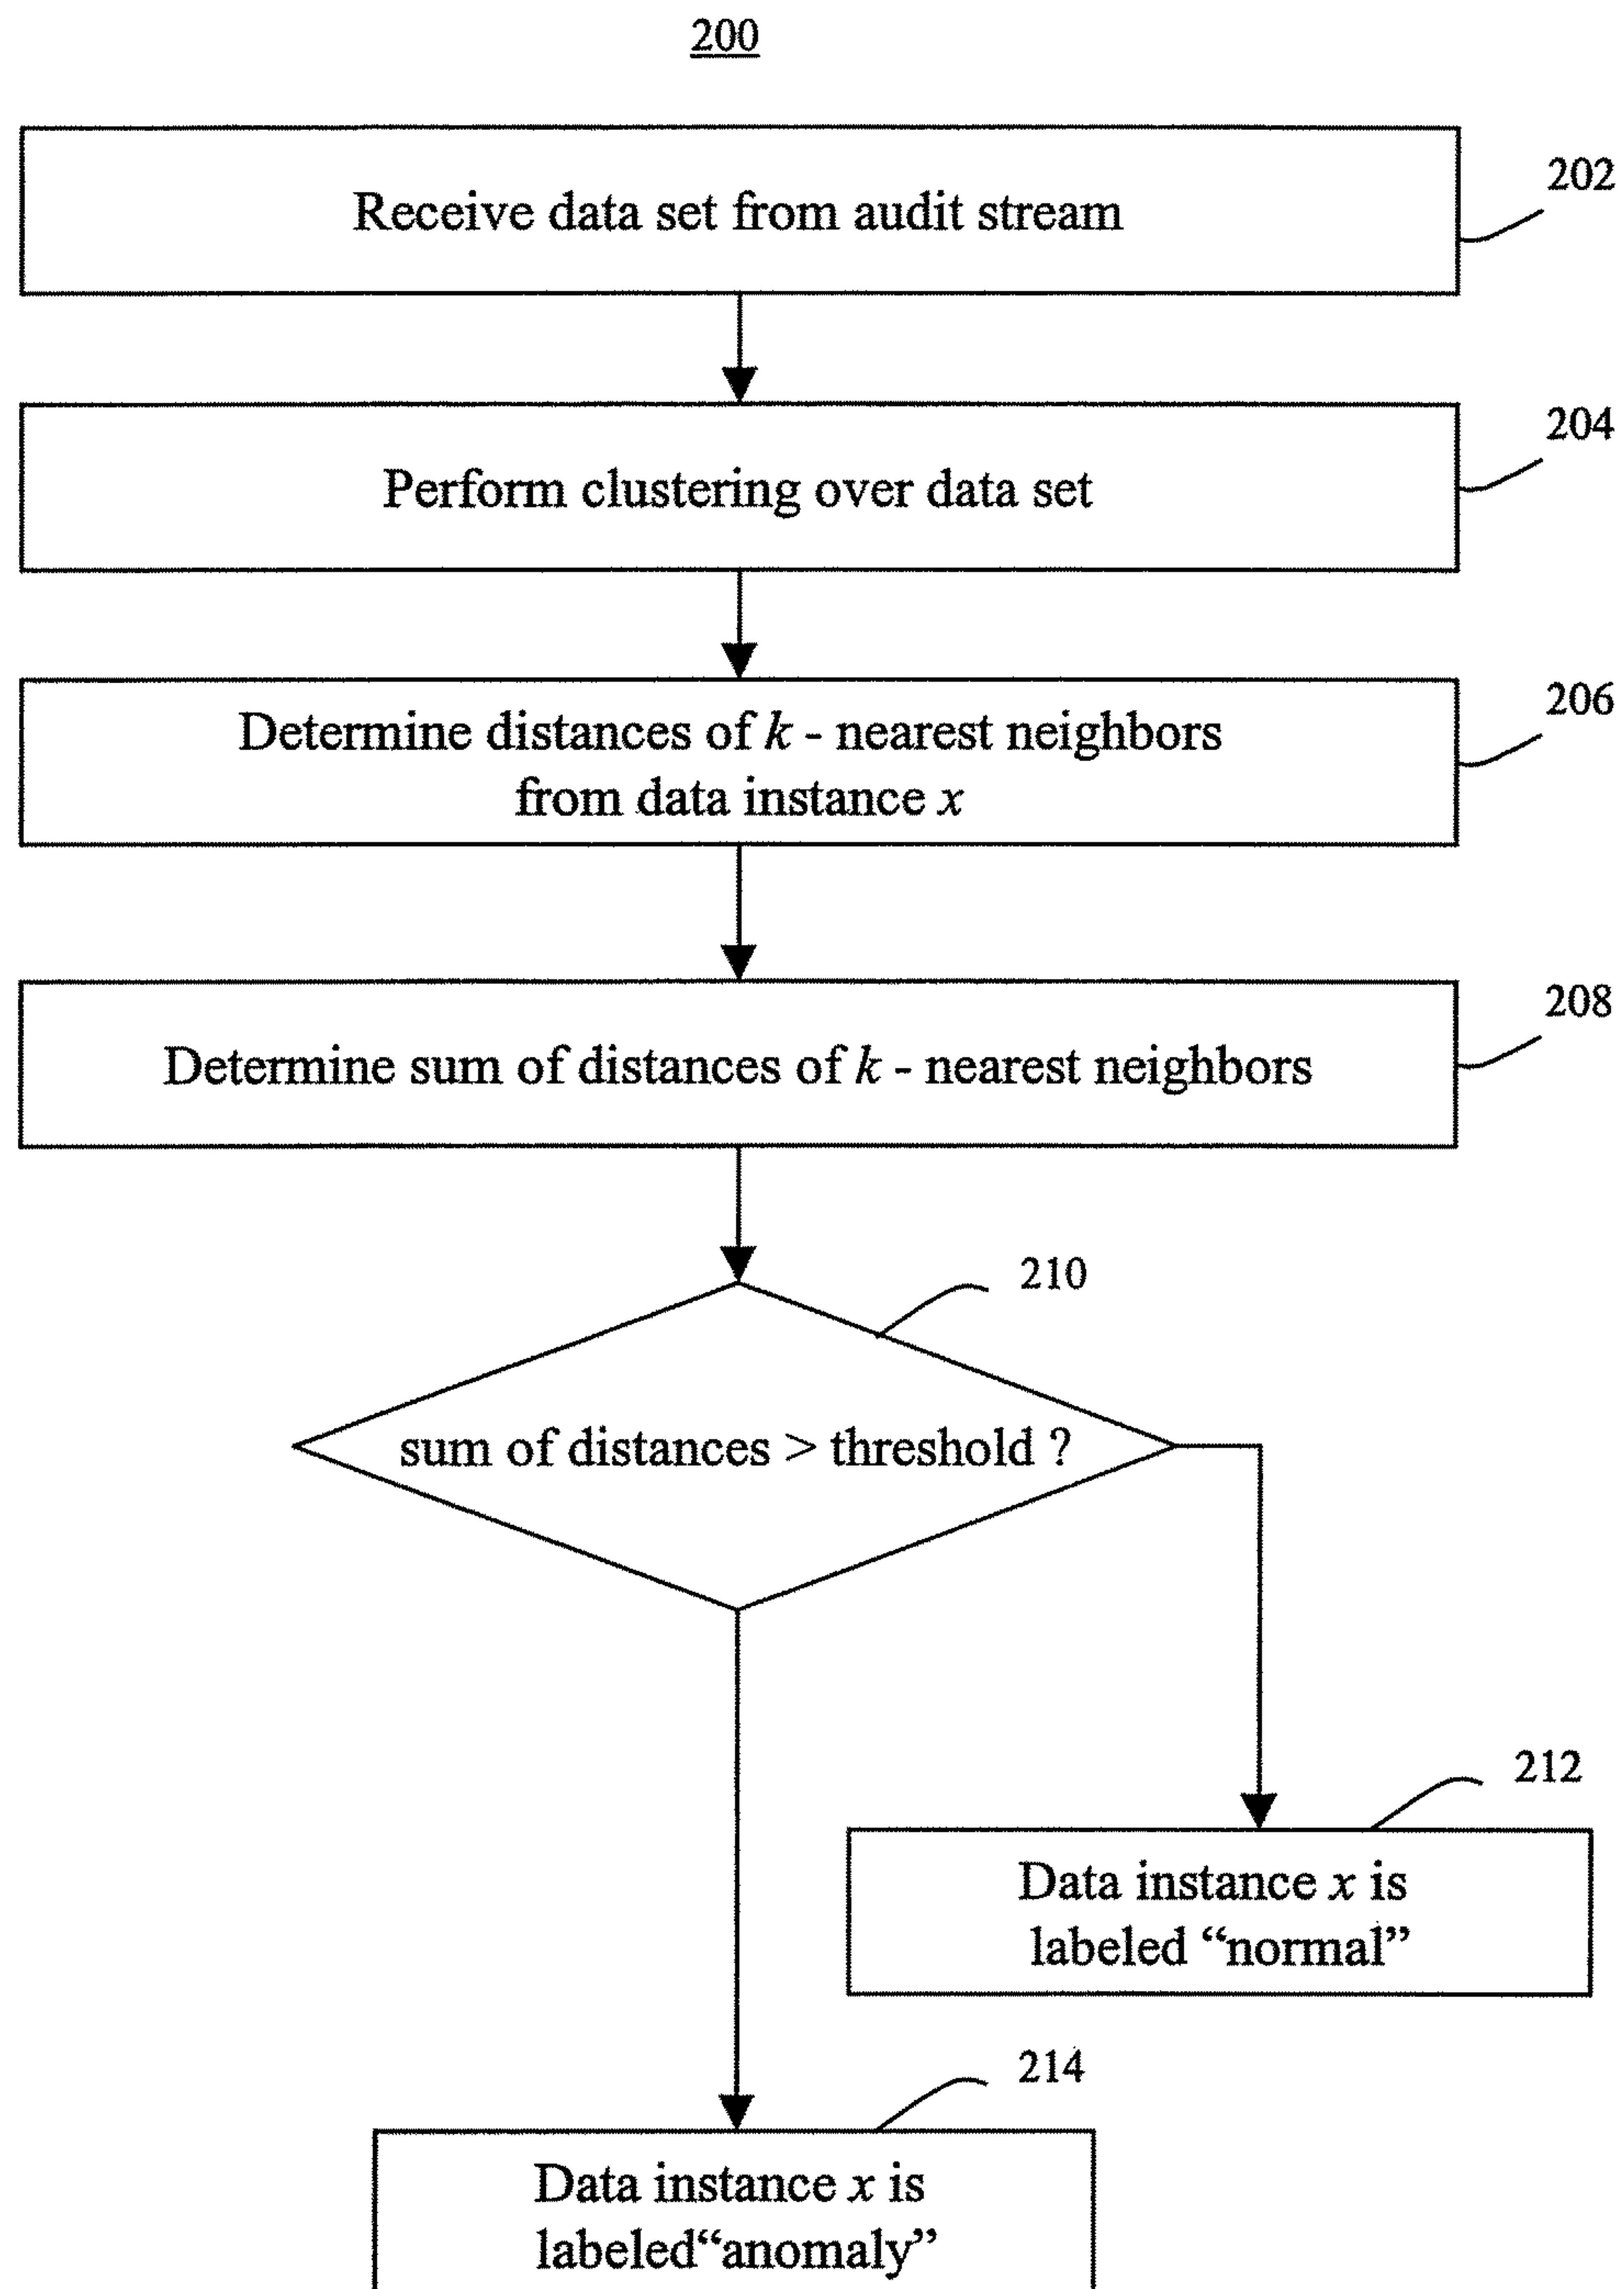 200
Receive data set from audit stream
202
Perform clustering over data set
204
Determine distances of k - nearest neighbors
from data instance x
206
Determine sum of distances of k - nearest neighbors
208
210
sum of distances > threshold ?
212
Data instance x is
labeled “normal”
214
Data instance x is
labeled“anomaly”